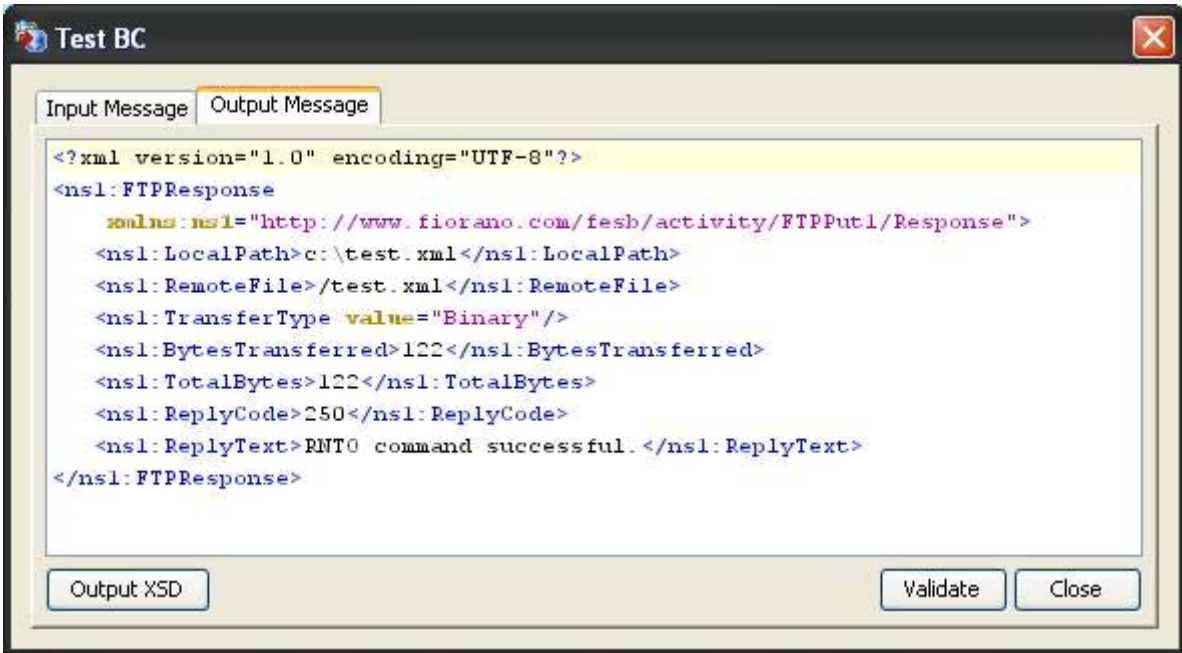 Test BC
Input Message Output Message
<?xml version="1.0" encoding="UTF-8"?>
<ns1:FTPResponse
xmlns:ns1="http://www.fiorano.com/fesb/activity/FTPPut1/Response">
<ns1:LocalPath>c:\test.xml</ns1:LocalPath>
<ns1:RemoteFile>/test.xml</ns1:RemoteFile>
<ns1:TransferType value="Binary"/>
<ns1:BytesTransferred>122</ns1:BytesTransferred>
<ns1:TotalBytes>122</ns1:TotalBytes>
<ns1:ReplyCode>250</ns1:ReplyCode>
<ns1:ReplyText>RNTO command successful.</ns1:ReplyText>
</ns1:FTPResponse>
Output XSD Validate Close